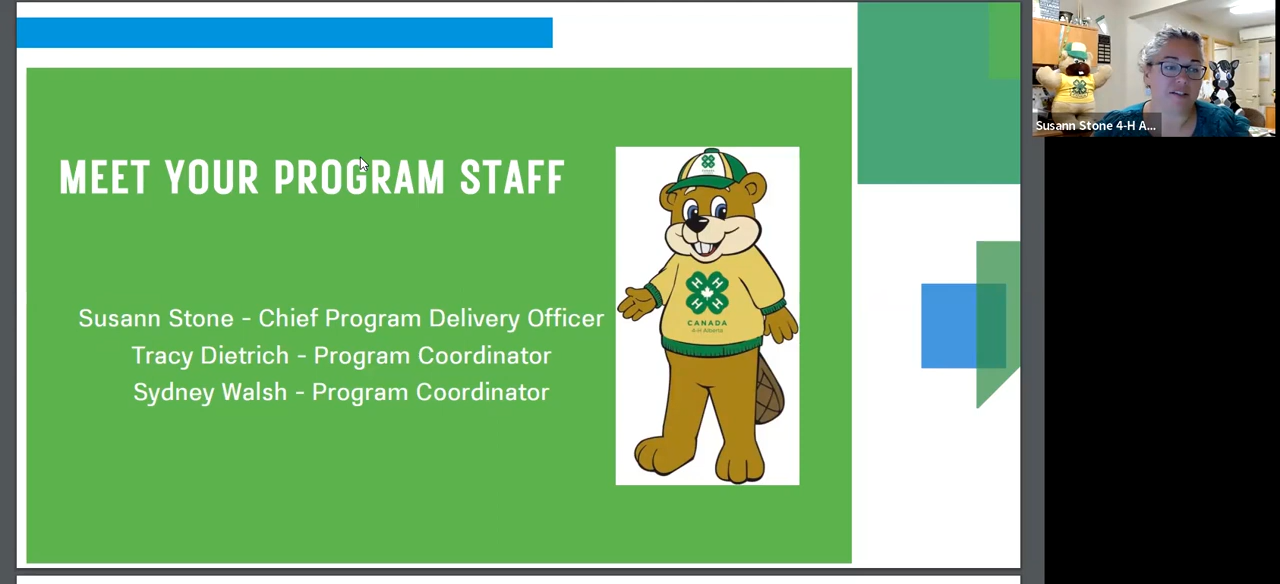 MEET YOUR PROGRAM STAFF
Susann Stone - Chief Program Delivery Officer
Tracy Dietrich - Program Coordinator
Sydney Walsh - Program Coordinator
H H
H H
CANADA
4-H Alberta
Susann Stone 4-H A...